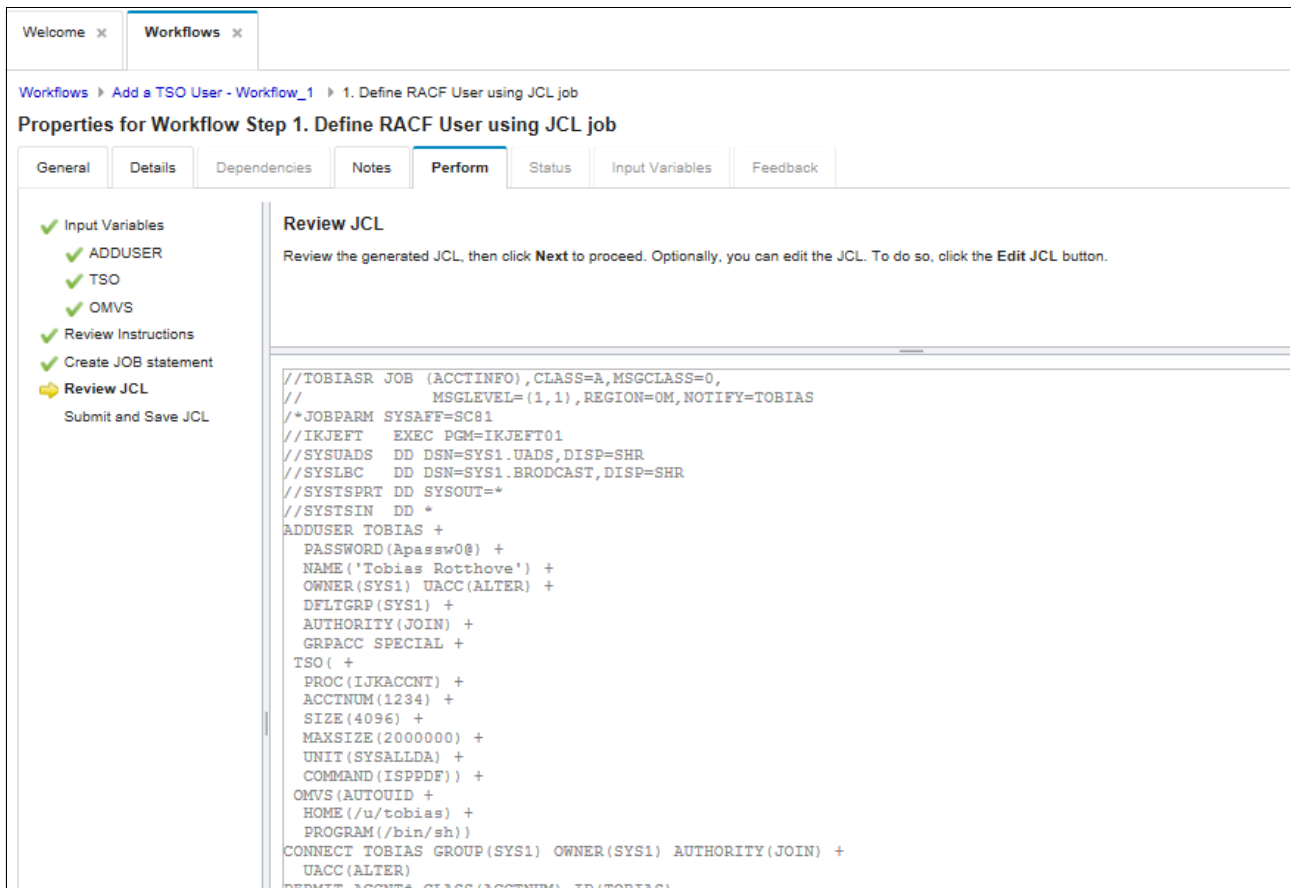 Welcome × Workflows ×
Workflows Add a TSO User - Workflow_1 1. Define RACF User using JCL job
Properties for Workflow Step 1. Define RACF User using JCL job
General Details Dependencies Notes Perform Status Input Variables Feedback
Input Variables
ADDUSER
TSO
OMVS
Review Instructions
Create JOB statement
Review JCL
Submit and Save JCL
Review JCL
Review the generated JCL, then click Next to proceed. Optionally, you can edit the JCL. To do so, click the Edit JCL button.
//TOBIASR JOB (ACCTINFO),CLASS=A,MSGCLASS=0,
// MSGLEVEL=(1,1),REGION=0M,NOTIFY=TOBIAS
/*JOBPARM SYSAFF=SC81
//IKJEFT EXEC PGM=IKJEFT01
//SYSUADS DD DSN=SYS1.UADS,DISP=SHR
//SYSLBC DD DSN=SYS1.BRODCAST,DISP=SHR
//SYSTSPRT DD SYSOUT=*
//SYSTSIN DD *
ADDUSER TOBIAS +
PASSWORD(Apassw0@) +
NAME('Tobias Rotthove') +
OWNER(SYS1) UACC(ALTER) +
DFLTGRP(SYS1) +
AUTHORITY(JOIN) +
GRPACC SPECIAL +
TSO( +
PROC(IJKACCNT) +
ACCTNUM(1234) +
SIZE(4096) +
MAXSIZE(2000000) +
UNIT(SYSALLDA) +
COMMAND(ISPPDF)) +
OMVS(AUTOUID +
HOME(/u/tobias) +
PROGRAM(/bin/sh))
CONNECT TOBIAS GROUP(SYS1) OWNER(SYS1) AUTHORITY(JOIN) +
UACC(ALTER)
PERMIT ACCNT# CLASS(ACCTNUM) ID(TOBIAS)